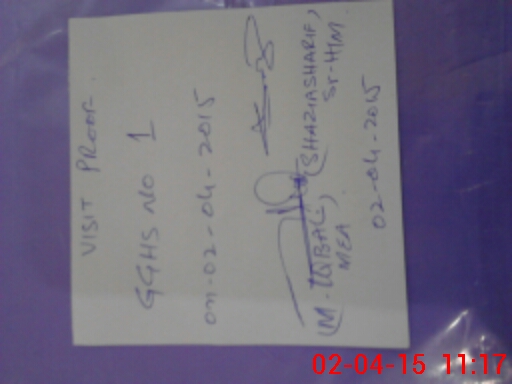 VISIT PROOF.
GGHS NO 1
on-02-04-2015
(M-IQBAL)
MEA
(SHAZIA SHARIF)
Sr-H/M.
02-04-2015
02-04-15 11:17